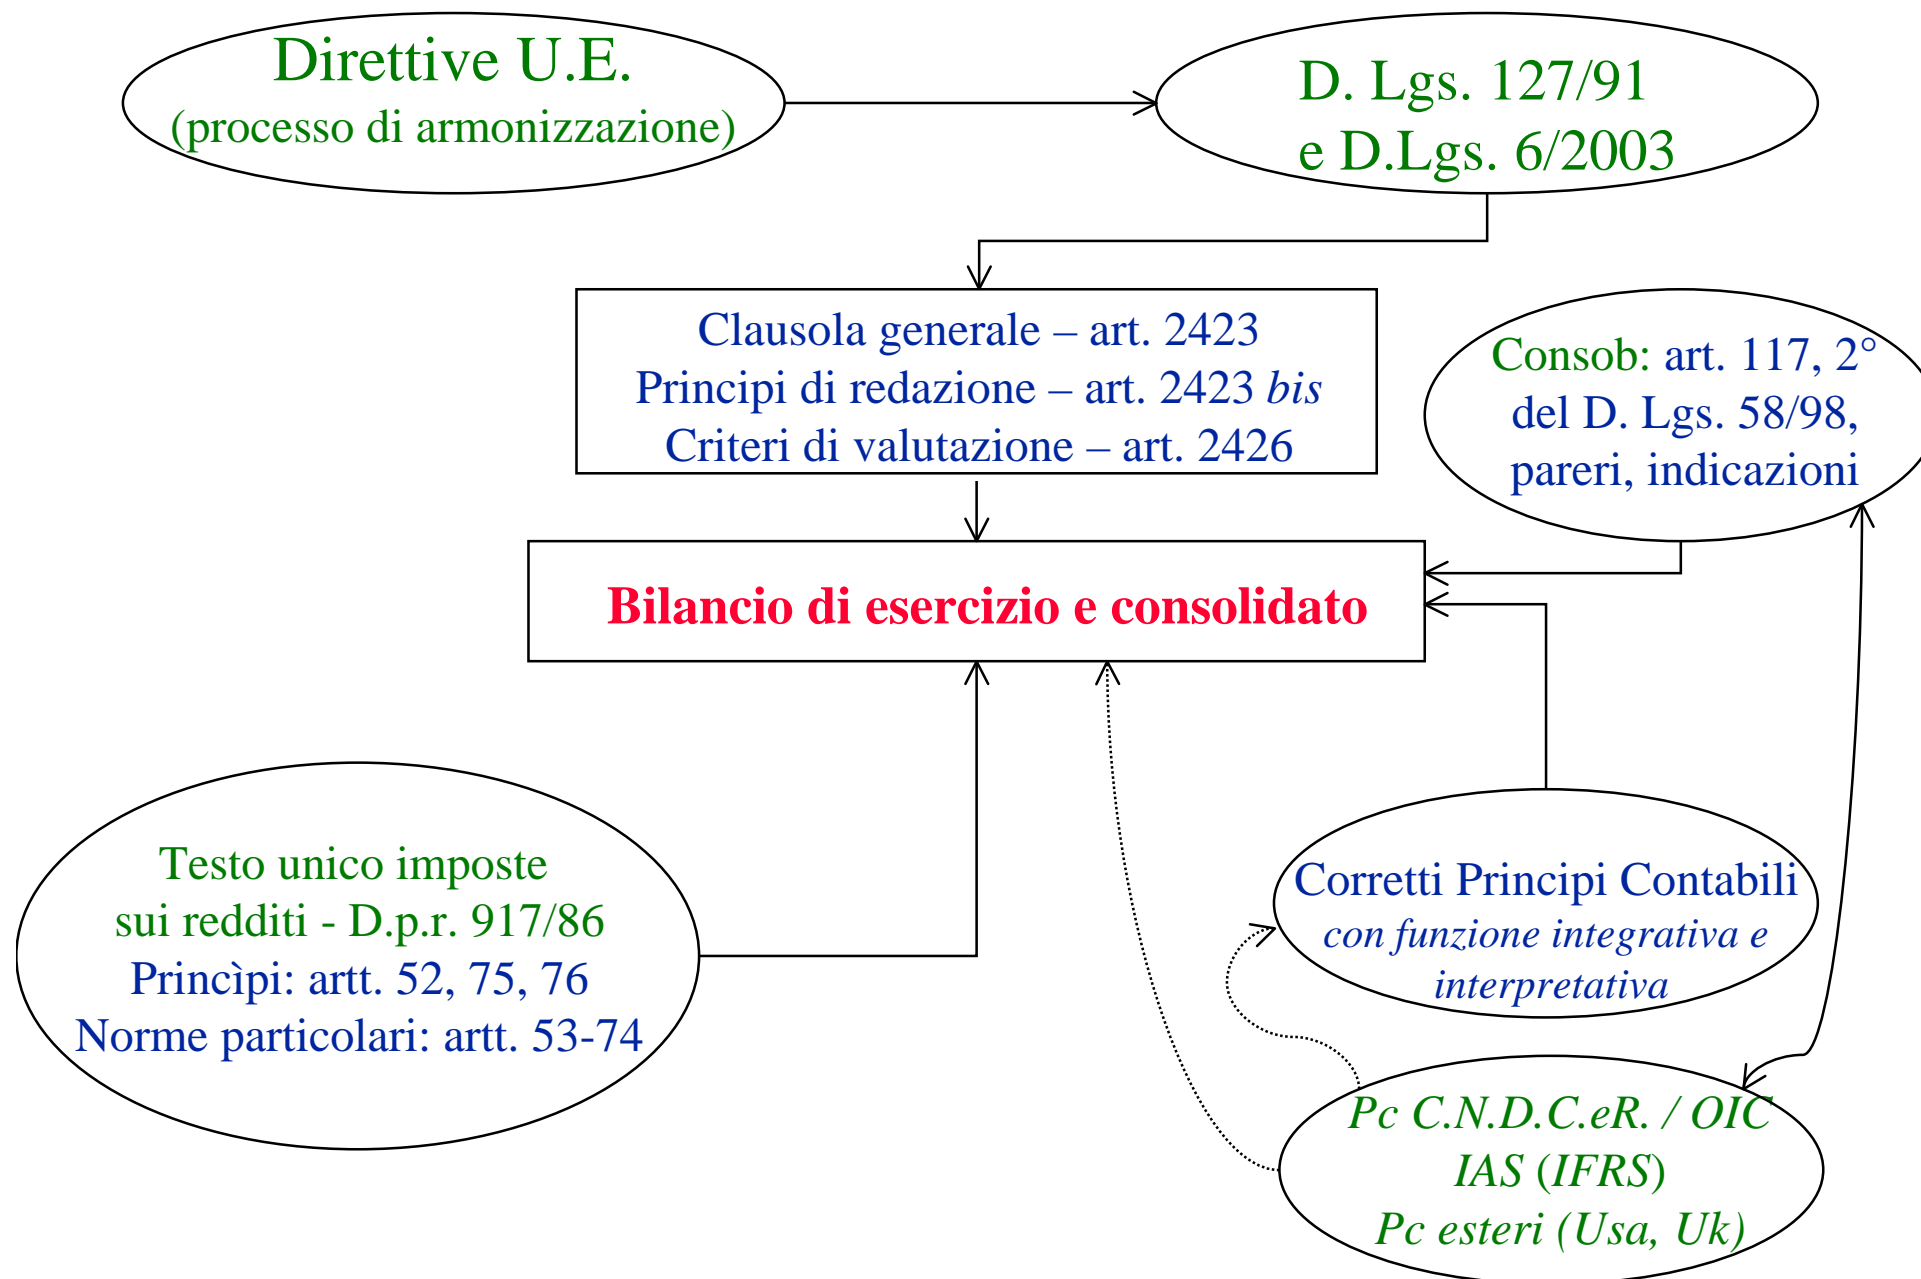 Direttive U.E.
(processo di armonizzazione)
D. Lgs. 127/91
e D.Lgs. 6/2003
Clausola generale – art. 2423
Principi di redazione – art. 2423 bis
Criteri di valutazione – art. 2426
Consob: art. 117, 2°
del D. Lgs. 58/98,
pareri, indicazioni
Bilancio di esercizio e consolidato
Testo unico imposte
sui redditi - D.p.r. 917/86
Princìpi: artt. 52, 75, 76
Norme particolari: artt. 53-74
Corretti Principi Contabili
con funzione integrativa e
interpretativa
Pc C.N.D.C.eR. / OIC
IAS (IFRS)
Pc esteri (Usa, Uk)